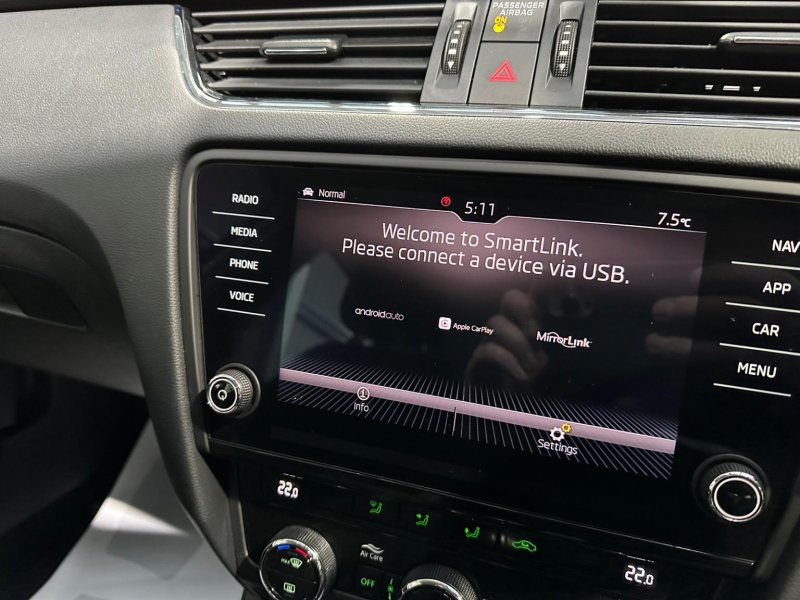 PASSENGER
AIRBAG
ON
Normal
5:11
7.5°C
RADIO
MEDIA
PHONE
VOICE
NAV
APP
CAR
MENU
Welcome to SmartLink.
Please connect a device via USB.
androidauto
Apple CarPlay
MirrorLink
Info
Settings
22.0
22.0
Air Care
MAX
OFF